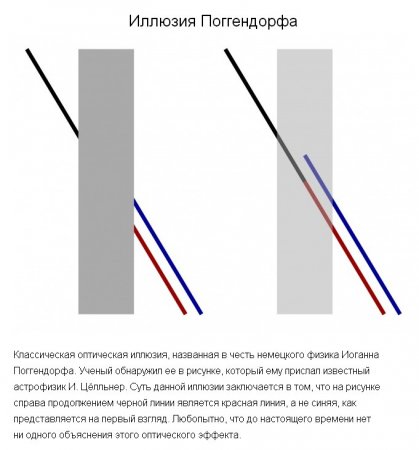 Иллюзия Поггендорфа
Классическая оптическая иллюзия, названная в честь немецкого физика Иоганна
Поггендорфа. Ученый обнаружил ее в рисунке, который ему прислал известный
астрофизик И. Цёлльнер. Суть данной иллюзии заключается в том, что на рисунке
справа продолжением черной линии является красная линия, а не синяя, как
представляется на первый взгляд. Любопытно, что до настоящего времени нет
ни одного объяснения этого оптического эффекта.